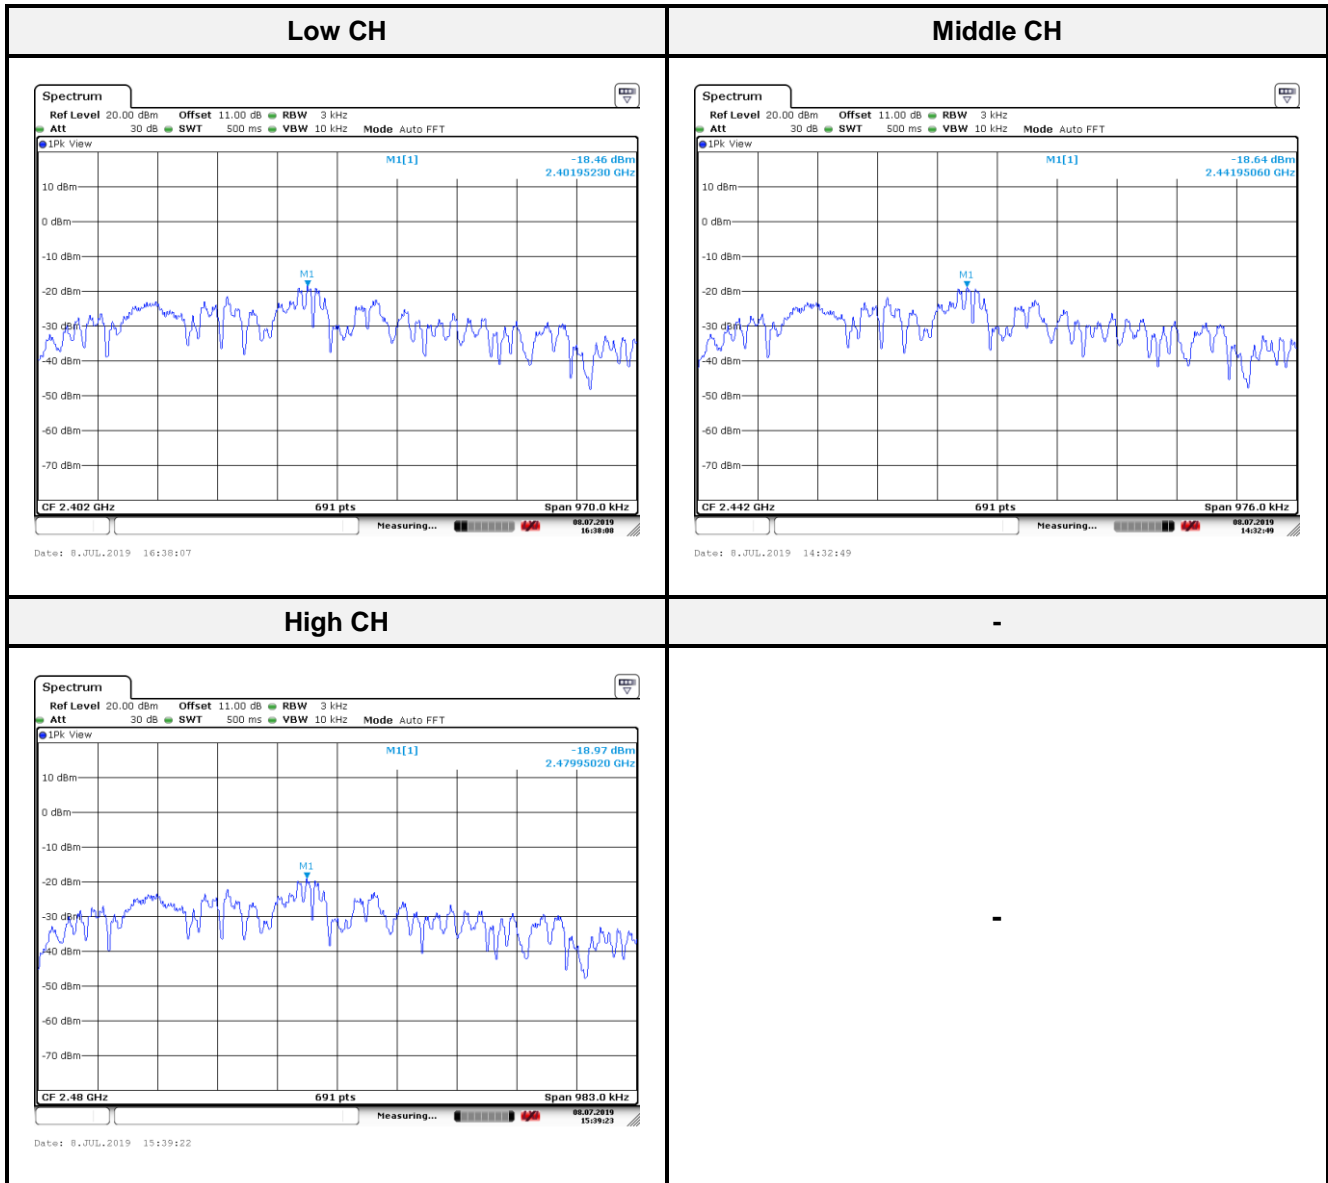 Low CH
Middle CH
Spectrum
Ref Level 20.00 dBm Offset 11.00 dB RBW 3 kHz
Att 30 dB SWT 500 ms VBW 10 kHz Mode Auto FFT
1Pk View
M1[1] -18.46 dBm
2.40195230 GHz
10 dBm
0 dBm
-10 dBm
M1
-20 dBm
-30 dBm
-40 dBm
-50 dBm
-60 dBm
-70 dBm
CF 2.402 GHz 691 pts Span 970.0 kHz
Measuring... 08.07.2019
16:38:08
Date: 8.JUL.2019 16:38:07
Spectrum
Ref Level 20.00 dBm Offset 11.00 dB RBW 3 kHz
Att 30 dB SWT 500 ms VBW 10 kHz Mode Auto FFT
1Pk View
M1[1] -18.64 dBm
2.44195060 GHz
10 dBm
0 dBm
-10 dBm
M1
-20 dBm
-30 dBm
-40 dBm
-50 dBm
-60 dBm
-70 dBm
CF 2.442 GHz 691 pts Span 976.0 kHz
Measuring... 08.07.2019
14:32:49
Date: 8.JUL.2019 14:32:49
High CH
-
Spectrum
Ref Level 20.00 dBm Offset 11.00 dB RBW 3 kHz
Att 30 dB SWT 500 ms VBW 10 kHz Mode Auto FFT
1Pk View
M1[1] -18.97 dBm
2.47995020 GHz
10 dBm
0 dBm
-10 dBm
M1
-20 dBm
-30 dBm
-40 dBm
-50 dBm
-60 dBm
-70 dBm
CF 2.48 GHz 691 pts Span 983.0 kHz
Measuring... 08.07.2019
15:39:23
Date: 8.JUL.2019 15:39:22
-